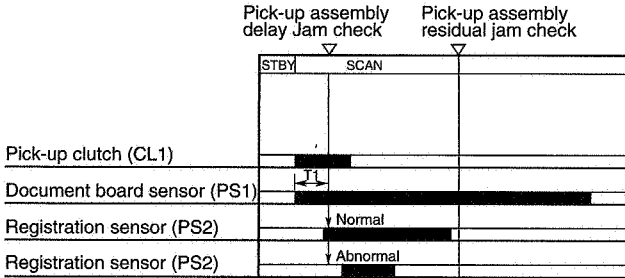 Pick-up assembly
delay Jam check
Pick-up assembly
residual jam check
STBY
SCAN
Pick-up clutch (CL1)
T1
Document board sensor (PS1)
Normal
Registration sensor (PS2)
Abnormal
Registration sensor (PS2)